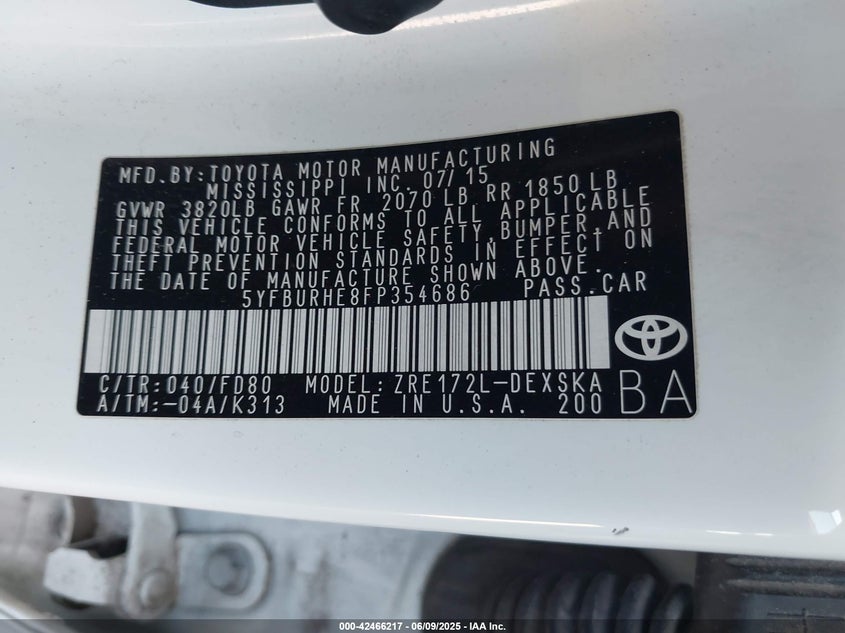 MFD.BY:TOYOTA MOTOR MANUFACTURING
MISSISSIPPI INC. 07/15
GVWR 3820LB GAWR FR 2070 LB RR 1850LB
THIS VEHICLE CONFORMS TO ALL APPLICABLE
FEDERAL MOTOR VEHICLE SAFETY,BUMPER,AND
THEFT PREVENTION STANDARDS IN EFFECT ON
THE DATE OF MANUFACTURE SHOWN ABOVE.
5YFBURHE8FP354686 PASS.CAR
C/TR:040/FD80 MODEL:ZRE172L-DEXSKA
A/TM:-04A/K313 MADE IN U.S.A. 200 BA
000-42466217 - 06/09/2025 - IAA Inc.